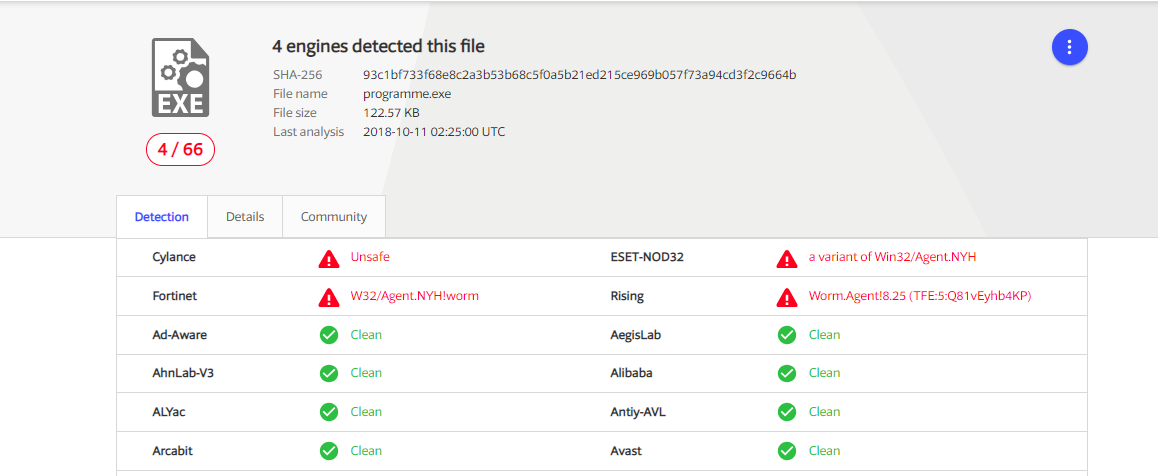 4 engines detected this file
SHA-256 93c1bf733f68e8c2a3b53b68c5f0a5b21ed215ce969b057f73a94cd3f2c9664b
File name programme.exe
File size 122.57 KB
Last analysis 2018-10-11 02:25:00 UTC
EXE
4 / 66
Detection Details Community
Cylance Unsafe ESET-NOD32 a variant of Win32/Agent.NYH
Fortinet W32/Agent.NYH!worm Rising Worm.Agent!8.25 (TFE:5:Q81vEyhb4KP)
Ad-Aware Clean AegisLab Clean
AhnLab-V3 Clean Alibaba Clean
ALYac Clean Antiy-AVL Clean
Arcabit Clean Avast Clean